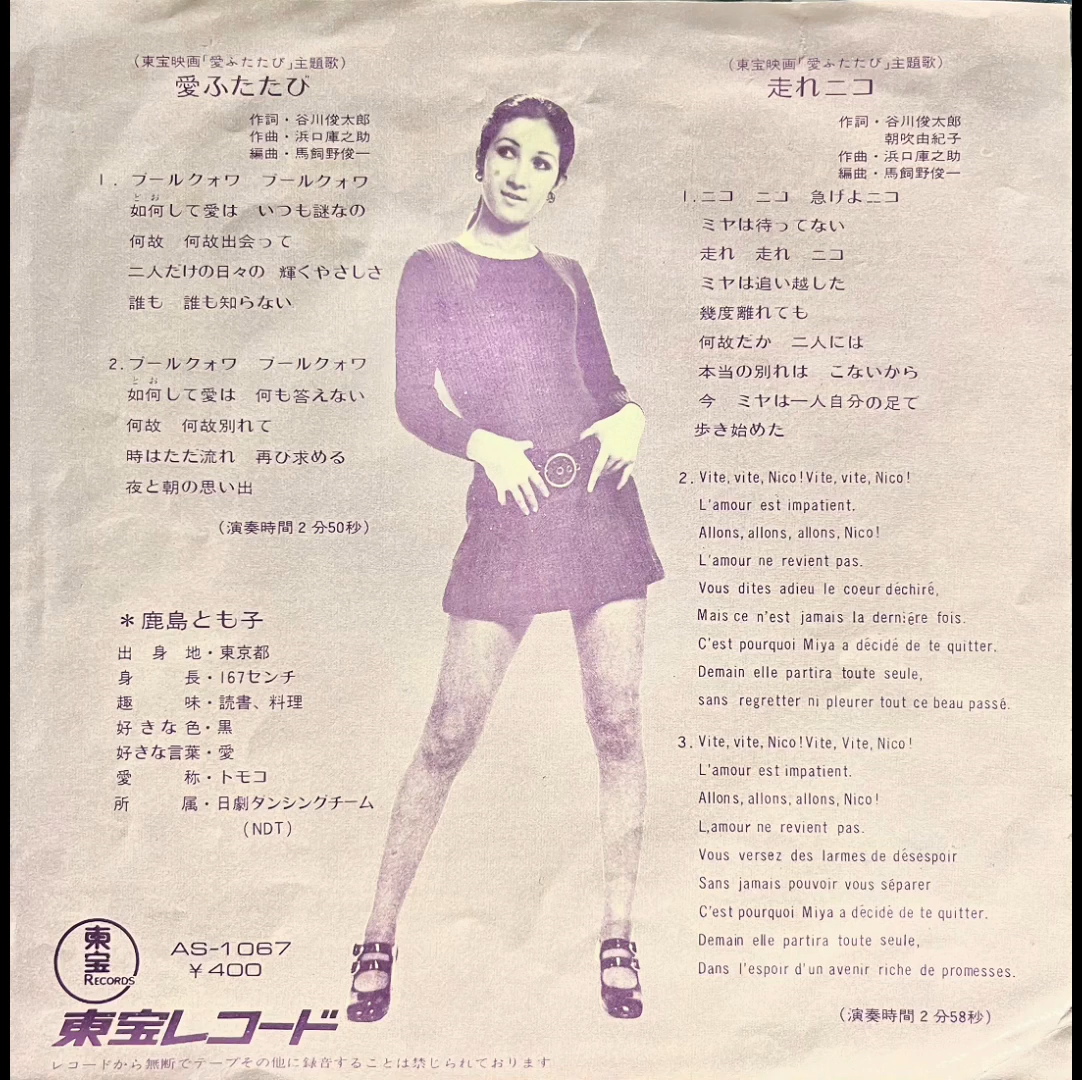 (東宝映画「愛ふたたび」主題歌)
愛ふたたび
作詞・谷川俊太郎
作曲・浜口庫之助
編曲・馬飼野俊一
1. プールクォワ プールクォワ
どお
如何して愛は いつも謎なの
何故 何故出会って
二人だけの日々の 輝くやさしさ
誰も 誰も知らない
2. プールクォワ プールクォワ
どお
如何して愛は 何も答えない
何故 何故別れて
時はただ流れ 再び求める
夜と朝の思い出
(演奏時間2分50秒)
*鹿島とも子
出身地・東京都
身長・167センチ
趣味・読書、料理
好きな色・黒
好きな言葉・愛
愛称・トモコ
所属・日劇ダンシングチーム
(NDT)
(東宝映画「愛ふたたび」主題歌)
走れニコ
作詞・谷川俊太郎
朝吹由紀子
作曲・浜口庫之助
編曲・馬飼野俊一
1. ニコ ニコ 急げよニコ
ミヤは待ってない
走れ 走れ ニコ
ミヤは追い越した
幾度離れても
何故だか 二人には
本当の別れは こないから
今 ミヤは一人自分の足で
歩き始めた
2. Vite, vite, Nico! Vite, vite, Nico!
L'amour est impatient.
Allons, allons, allons, Nico!
L'amour ne revient pas.
Vous dites adieu le coeur déchiré,
Mais ce n'est jamais la derniére fois.
C'est pourquoi Miya a décidé de te quitter.
Demain elle partira toute seule,
sans regretter ni pleurer tout ce beau passé.
3. Vite, vite, Nico! Vite, Vite, Nico!
L'amour est impatient.
Allons, allons, allons, Nico!
L,amour ne revient pas.
Vous versez des larmes de désespoir
Sans jamais pouvoir vous séparer
C'est pourquoi Miya a décidé de te quitter.
Demain elle partira toute seule,
Dans l'espoir d'un avenir riche de promesses.
(演奏時間2分58秒)
東宝
RECORDS
AS-1067
¥400
東宝レコード
レコードから無断でテープその他に録音することは禁じられております